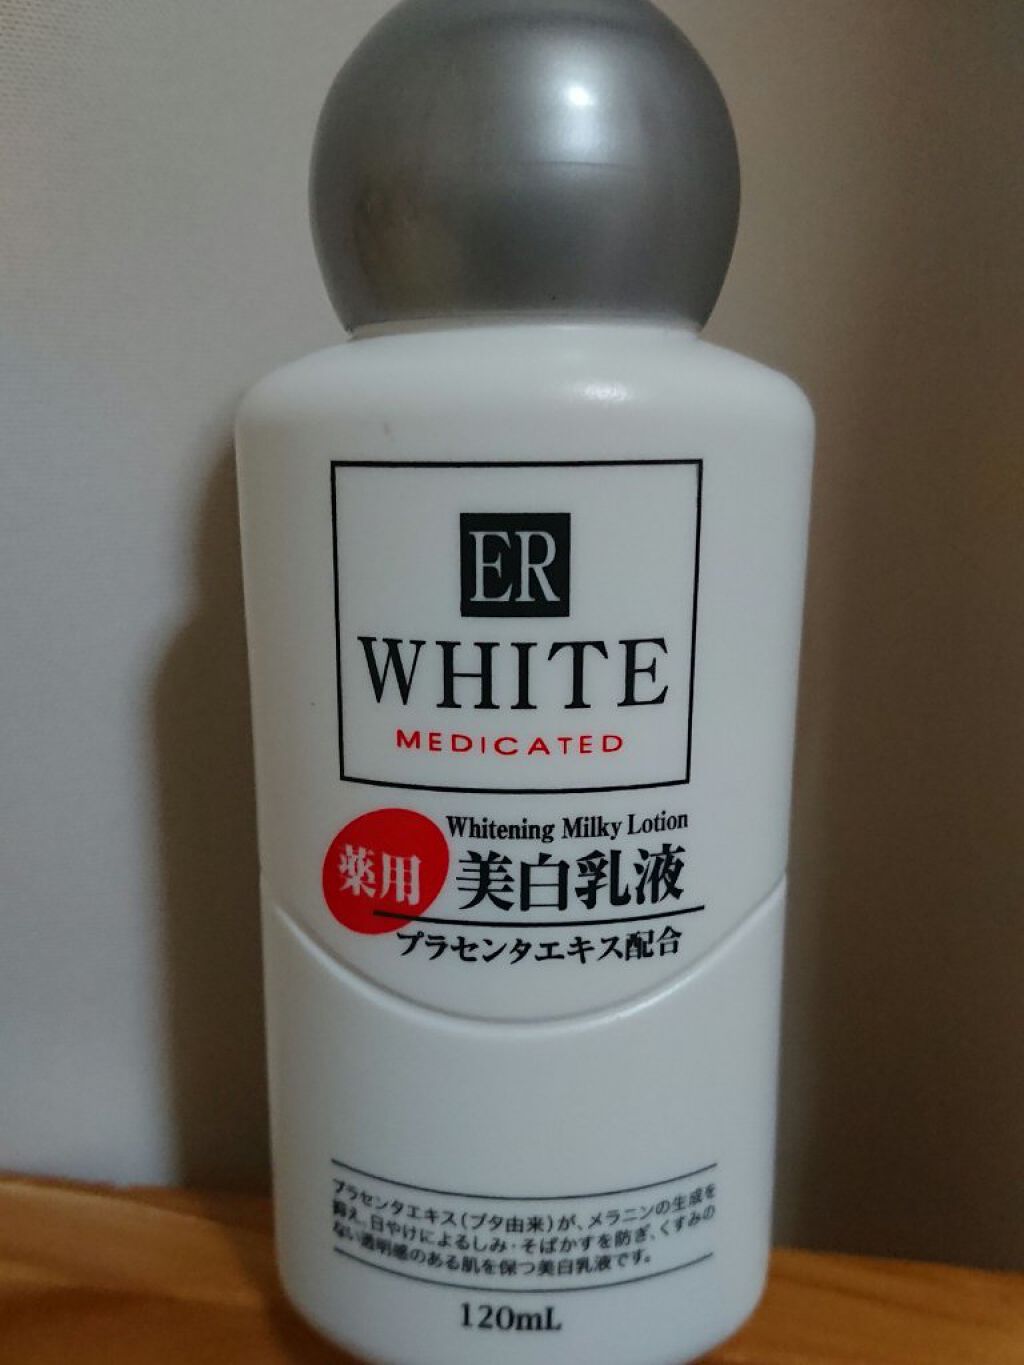 ER
WHITE
MEDICATED
Whitening Milky Lotion
薬用
美白乳液
プラセンタエキス配合
プラセンタエキス(ブタ由来)が、メラニンの生成を
抑え、日やけによるしみ・そばかすを防ぎ、くすみの
ない透明感のある肌を保つ美白乳液です。
120mL